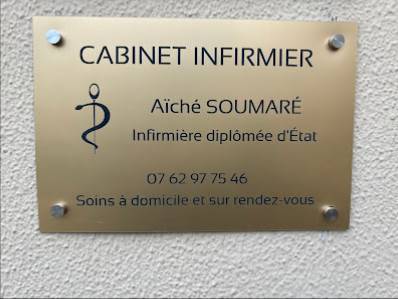 CABINET INFIRMIER
Aïché SOUMARÉ
Infirmière diplômée d'État
07 62 97 75 46
Soins à domicile et sur rendez-vous